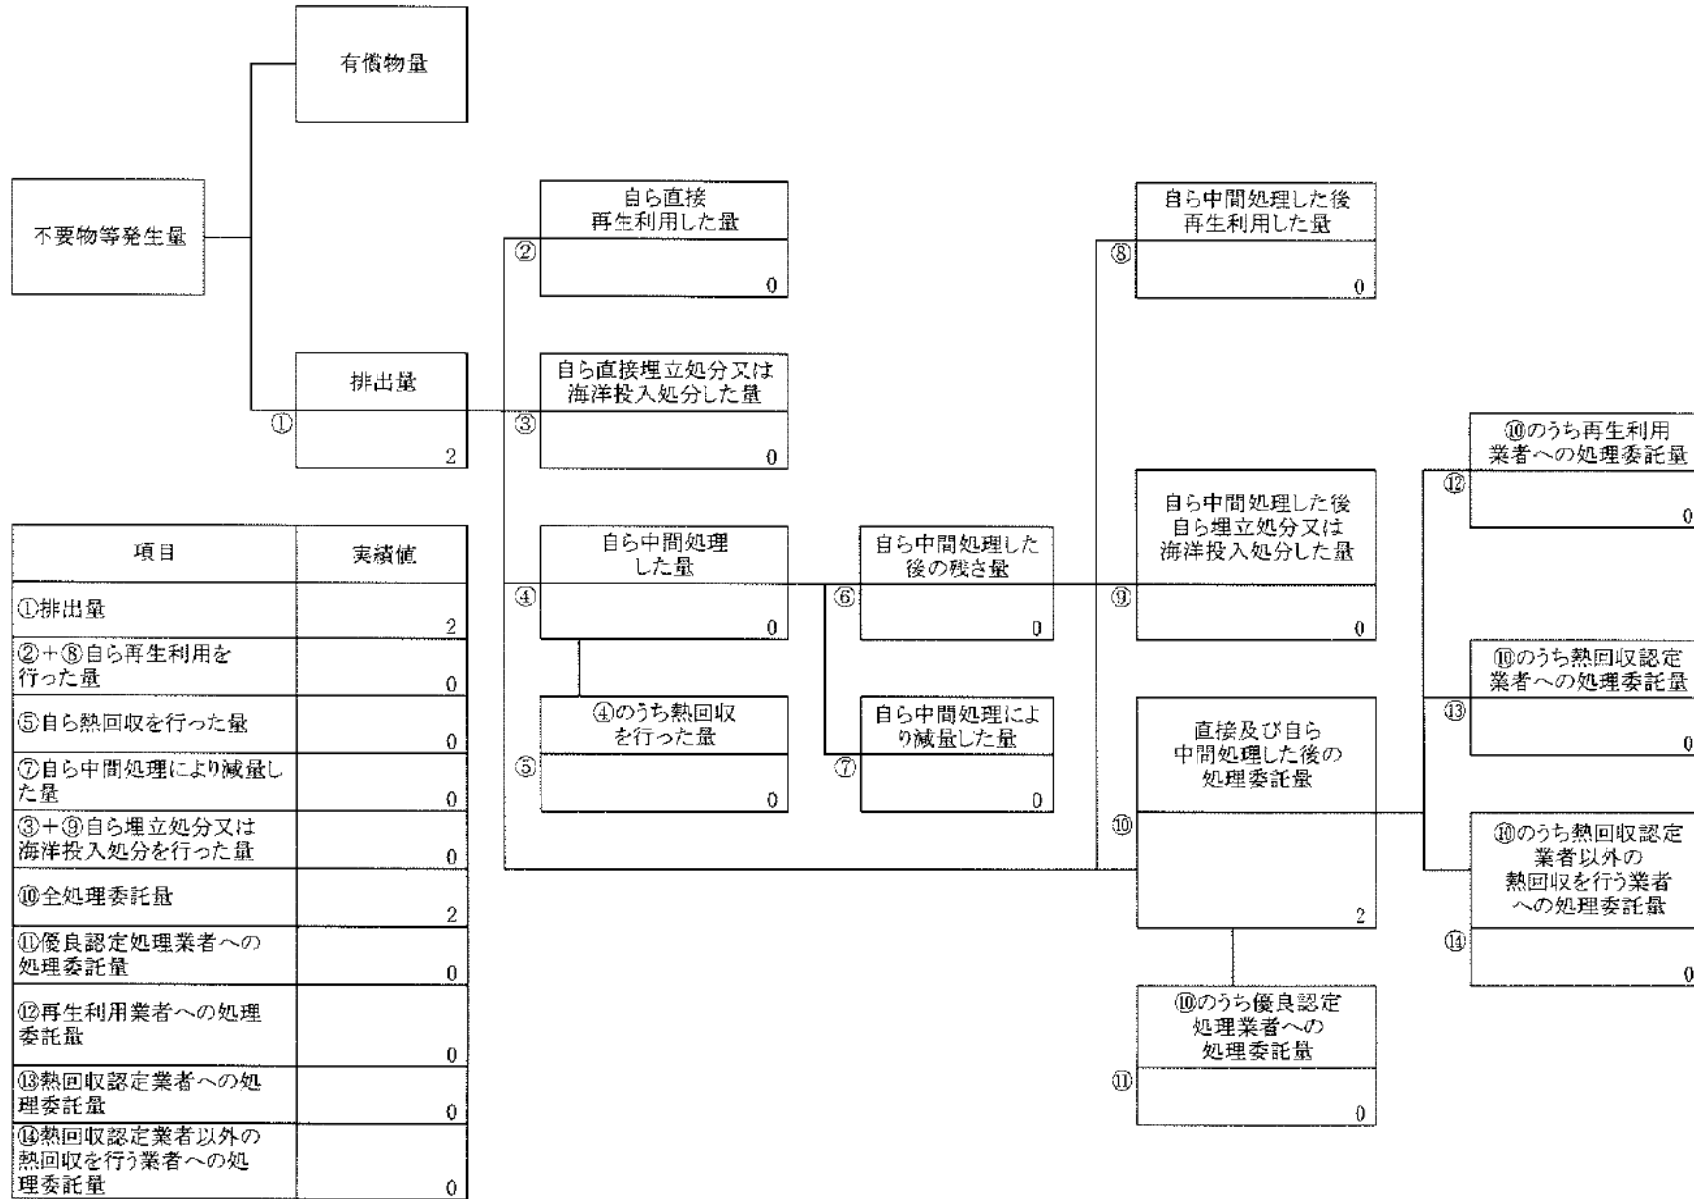 有償物量
不要物等発生量
排出量
①
2
自ら直接
再生利用した量
②
0
自ら直接埋立処分又は
海洋投入処分した量
③
0
自ら中間処理
した量
④
0
④のうち熱回収
を行った量
⑤
0
自ら中間処理した
後の残さ量
⑥
0
自ら中間処理によ
り減量した量
⑦
0
自ら中間処理した後
再生利用した量
⑧
0
自ら中間処理した後
自ら埋立処分又は
海洋投入処分した量
⑨
0
直接及び自ら
中間処理した後の
処理委託量
⑩
2
⑩のうち優良認定
処理業者への
処理委託量
⑪
0
⑩のうち再生利用
業者への処理委託量
⑫
0
⑩のうち熱回収認定
業者への処理委託量
⑬
0
⑩のうち熱回収認定
業者以外の
熱回収を行う業者
への処理委託量
⑭
0
項目 実績値
①排出量
2
②+⑧自ら再生利用を
行った量
0
⑤自ら熱回収を行った量
0
⑦自ら中間処理により減量し
た量
0
③+⑨自ら埋立処分又は
海洋投入処分を行った量
0
⑩全処理委託量
2
⑪優良認定処理業者への
処理委託量
0
⑫再生利用業者への処理
委託量
0
⑬熱回収認定業者への処
理委託量
0
⑭熱回収認定業者以外の
熱回収を行う業者への処
理委託量
0